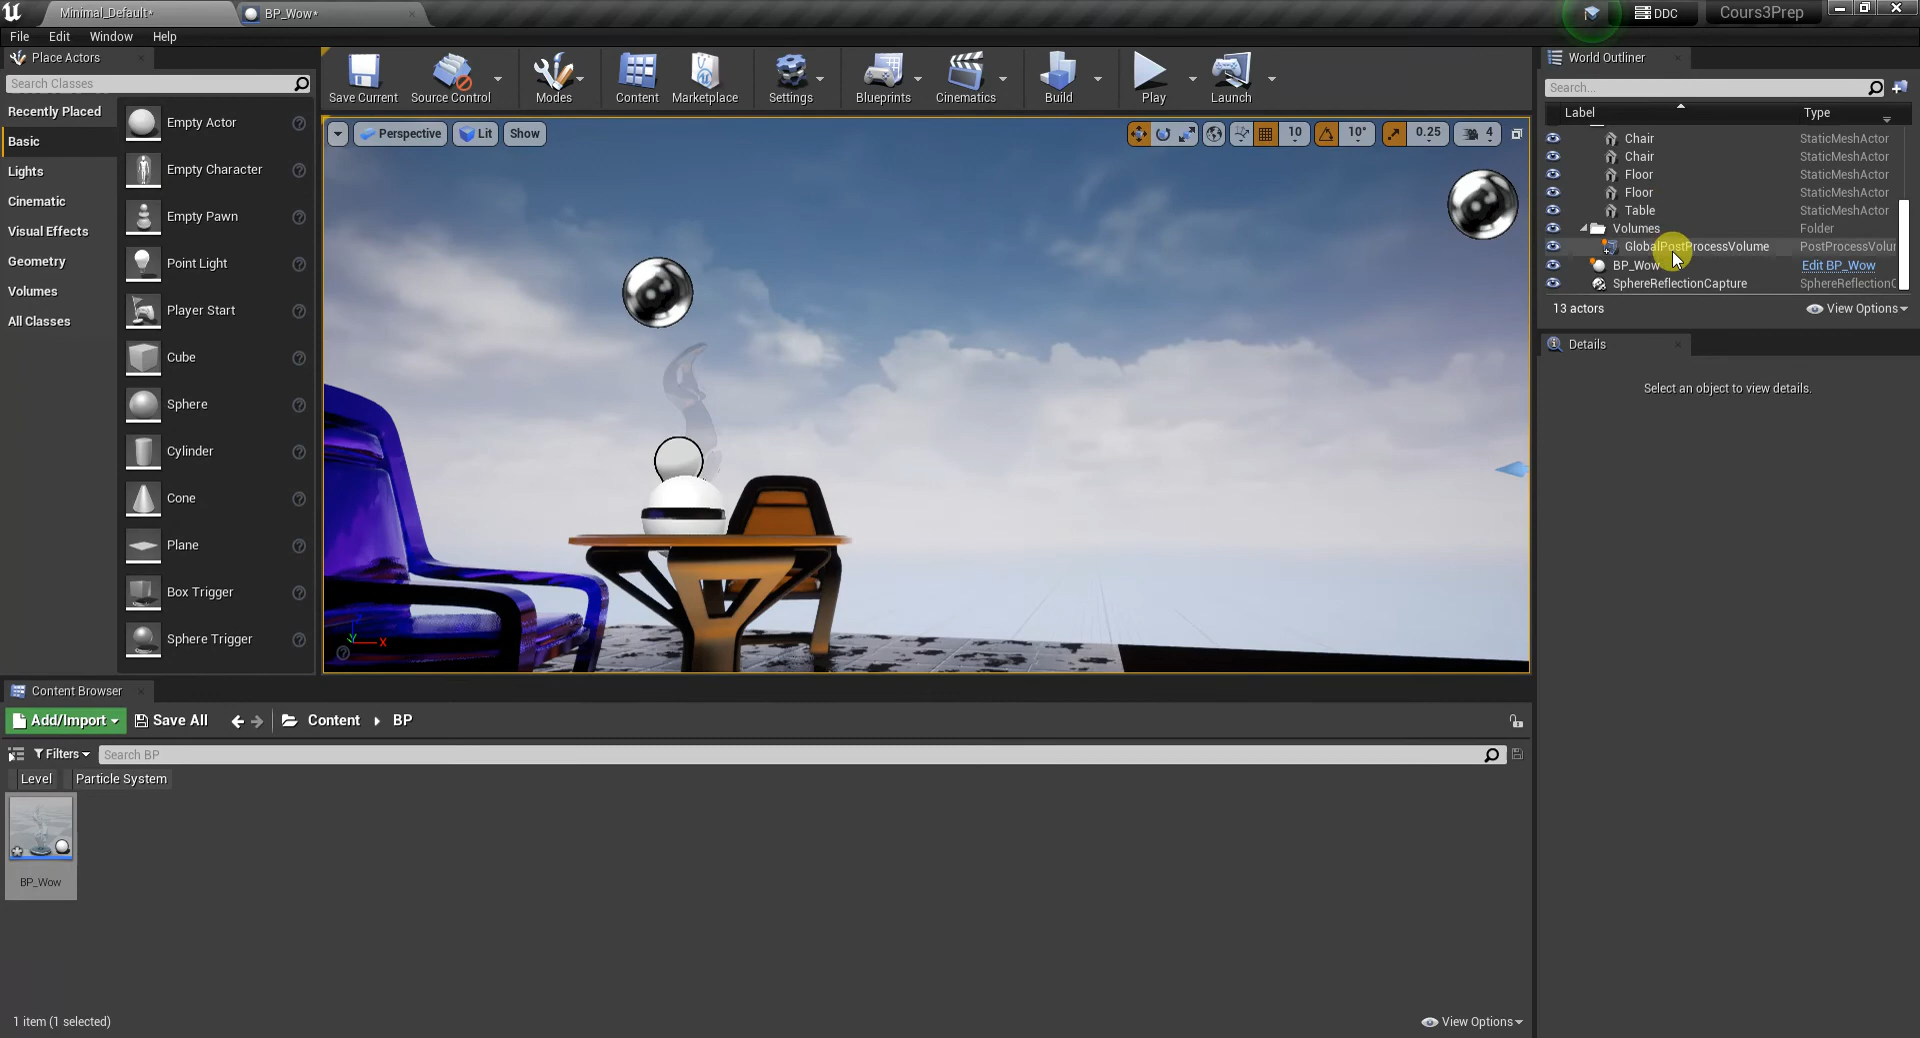 Minimal_Default*
BP_Wow*
DDC
Cours3Prep
File Edit Window Help
Place Actors
Search Classes
Recently Placed
Basic
Lights
Cinematic
Visual Effects
Geometry
Volumes
All Classes
Empty Actor
Empty Character
Empty Pawn
Point Light
Player Start
Cube
Sphere
Cylinder
Cone
Plane
Box Trigger
Sphere Trigger
Save Current
Source Control
Modes
Content
Marketplace
Settings
Blueprints
Cinematics
Build
Play
Launch
Perspective
Lit
Show
10
10°
0.25
4
X
World Outliner
Search...
Label Type
Chair StaticMeshActor
Chair StaticMeshActor
Floor StaticMeshActor
Floor StaticMeshActor
Table StaticMeshActor
Volumes Folder
GlobalPostProcessVolume PostProcessVolur
BP_Wow Edit BP_Wow
SphereReflectionCapture SphereReflectionC
13 actors
View Options
Details
Select an object to view details.
Content Browser
Add/Import
Save All
Content
BP
Filters
Search BP
Level
Particle System
BP_Wow
1 item (1 selected)
View Options